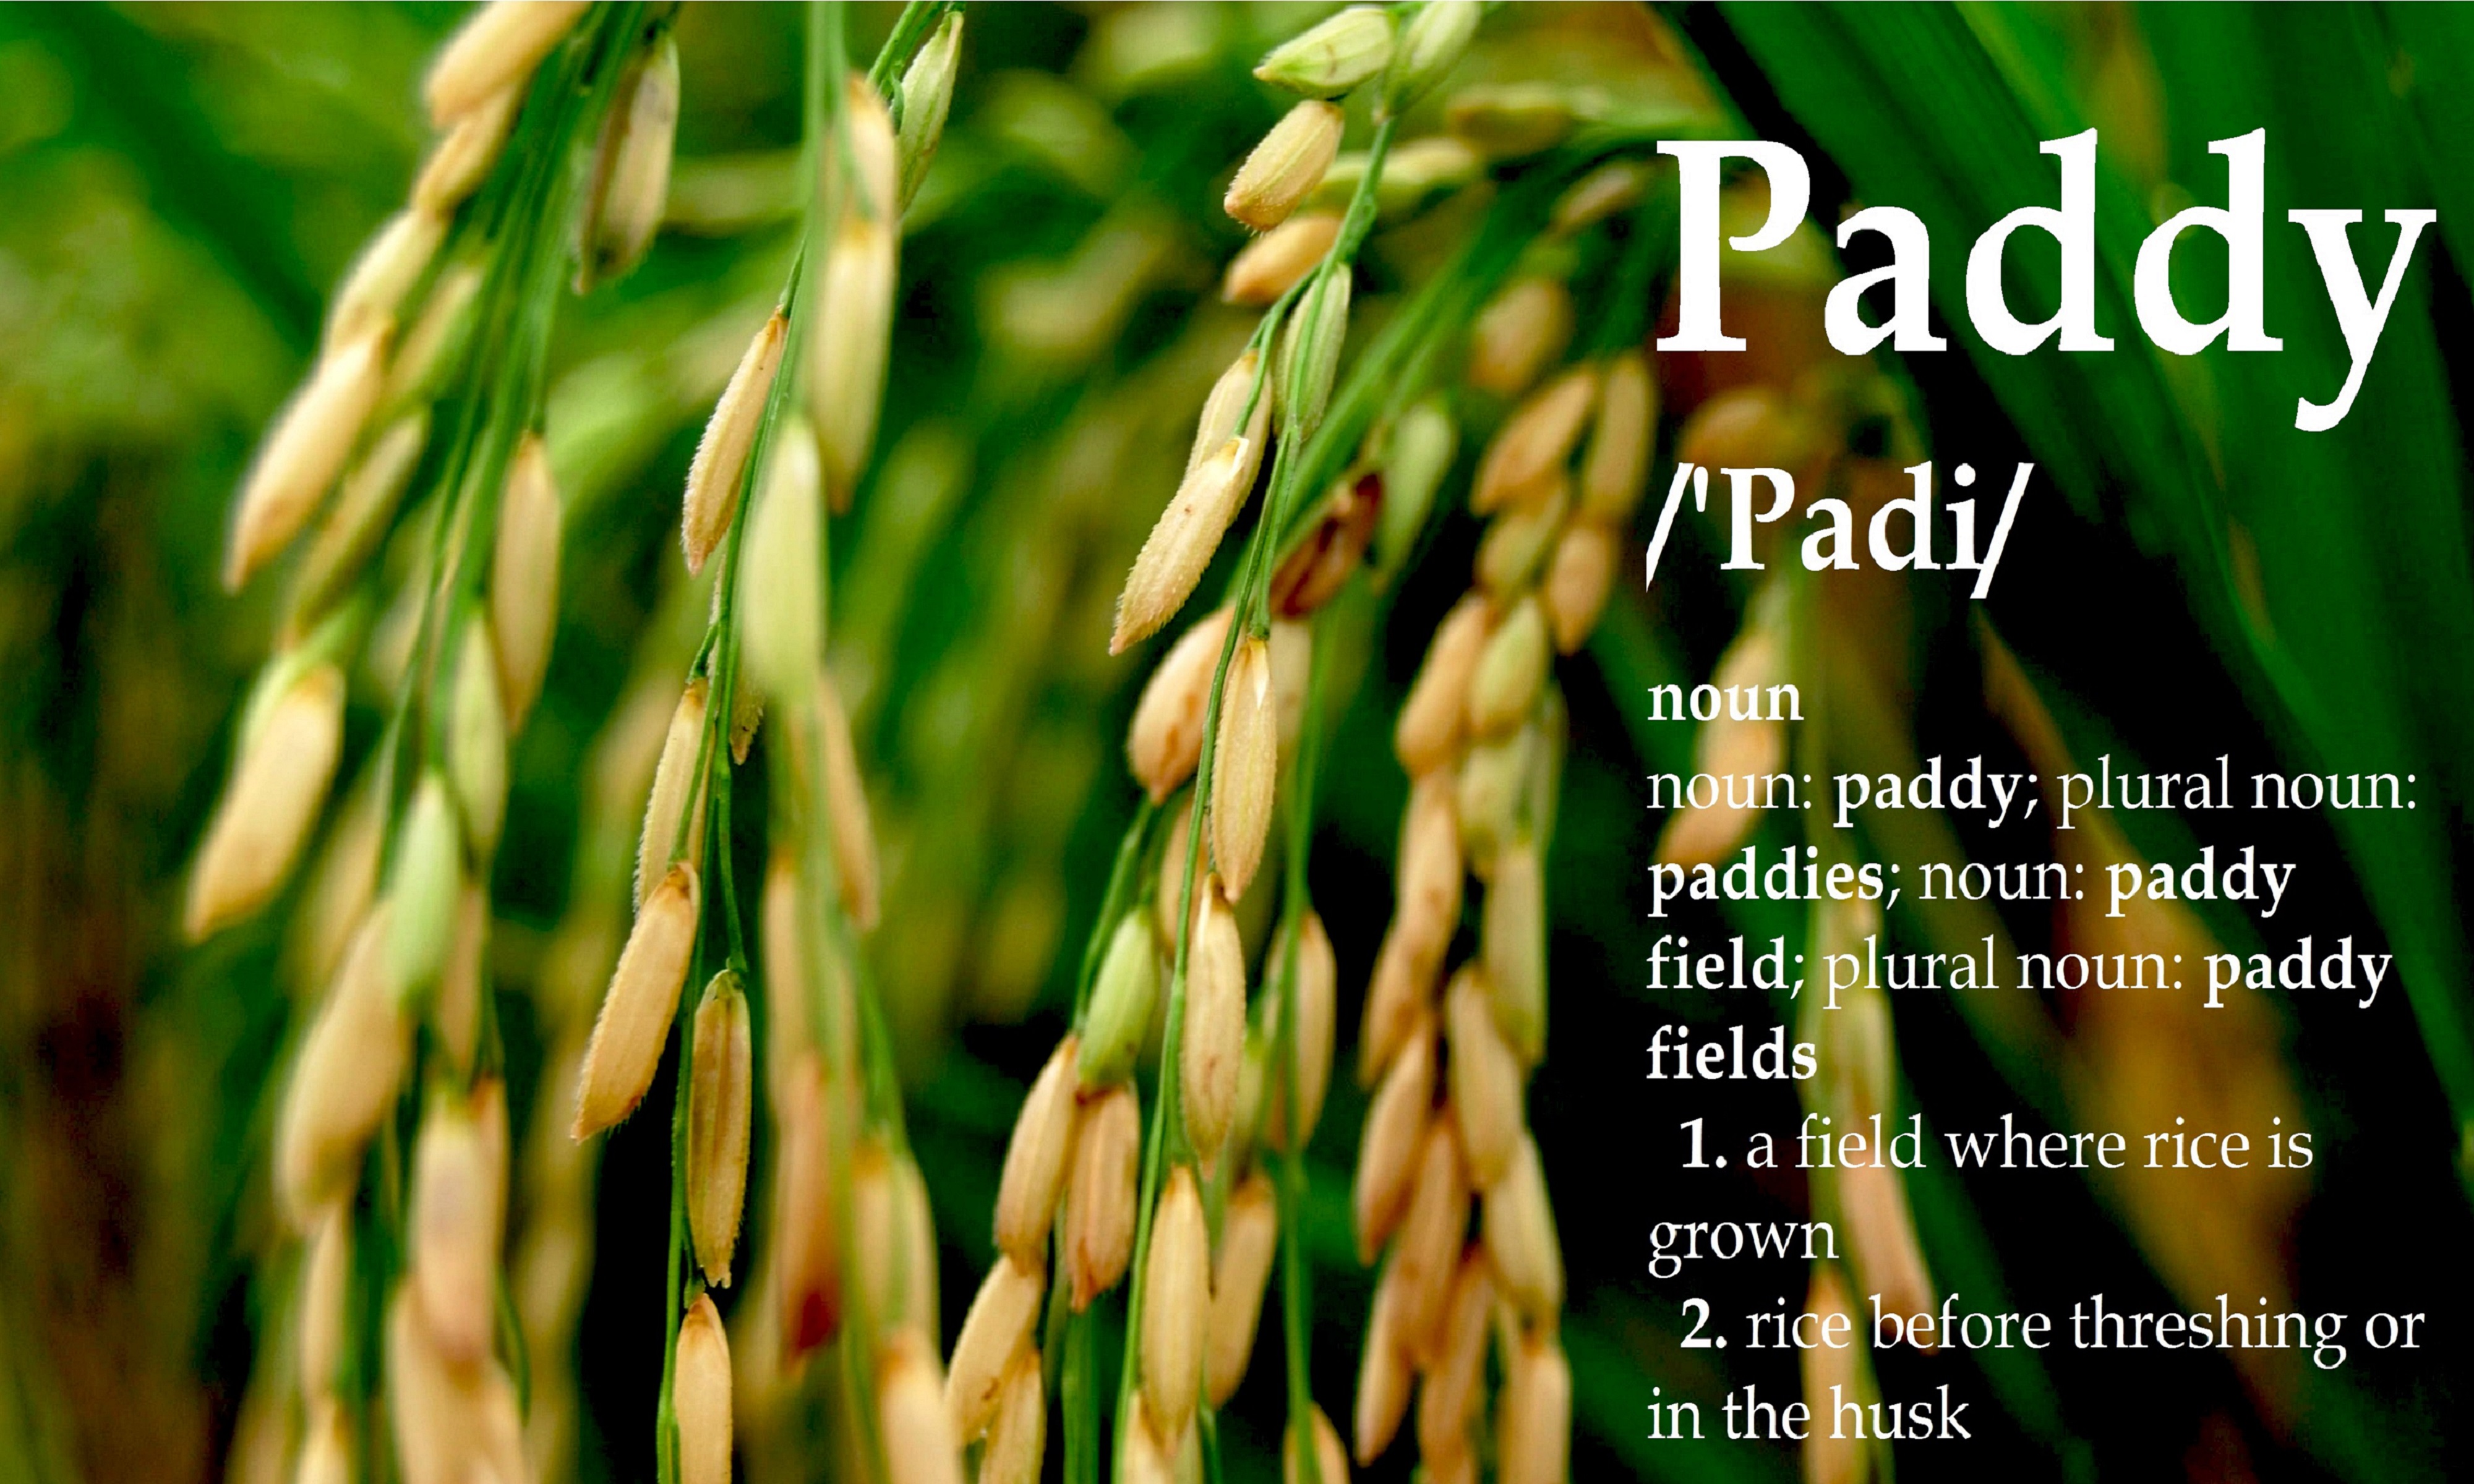 Paddy
/'Padi/
noun
noun: paddy; plural noun:
paddies; noun: paddy
field; plural noun: paddy
fields
1. a field where rice is
grown
2. rice before threshing or
in the husk